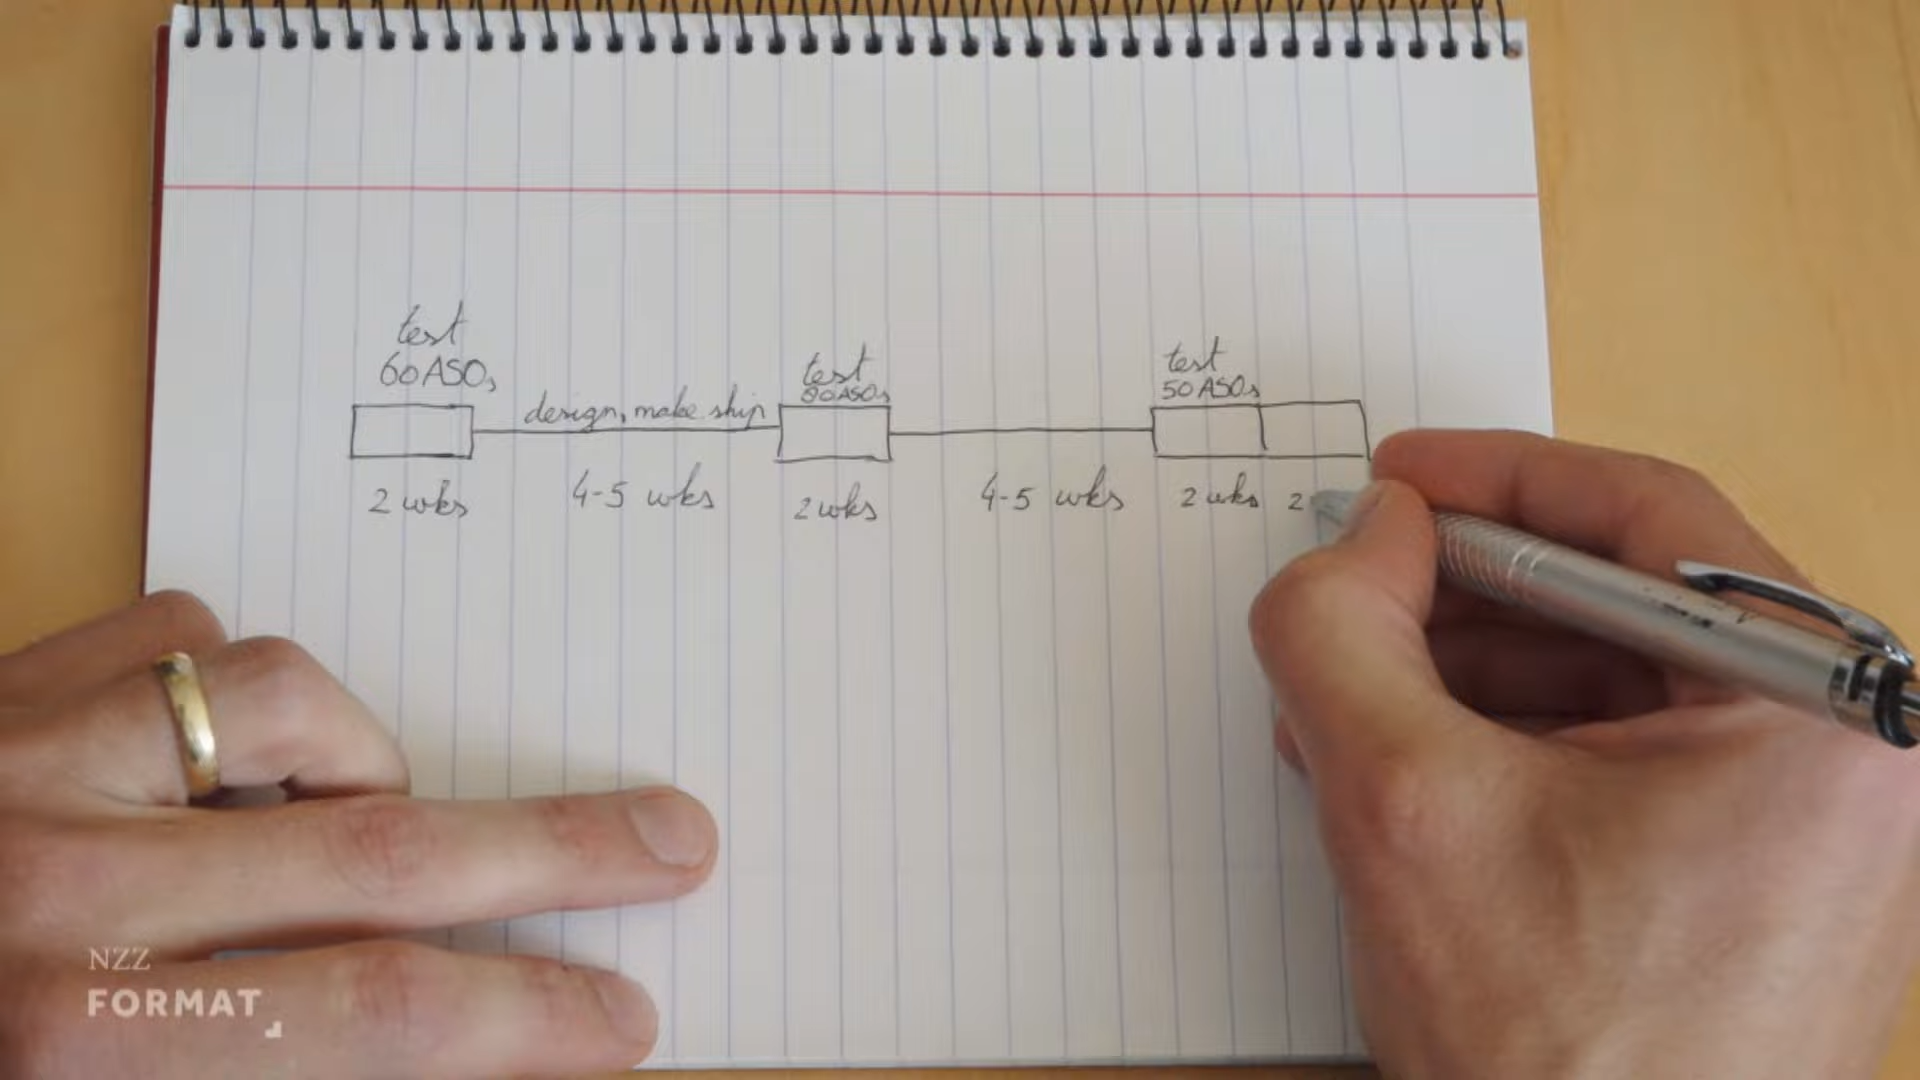 test
60 ASOs
design, make ship
test
80 ASOs
test
50 ASOs
2 wks
4-5 wks
2 wks
4-5 wks
2 wks
2
NZZ
FORMAT